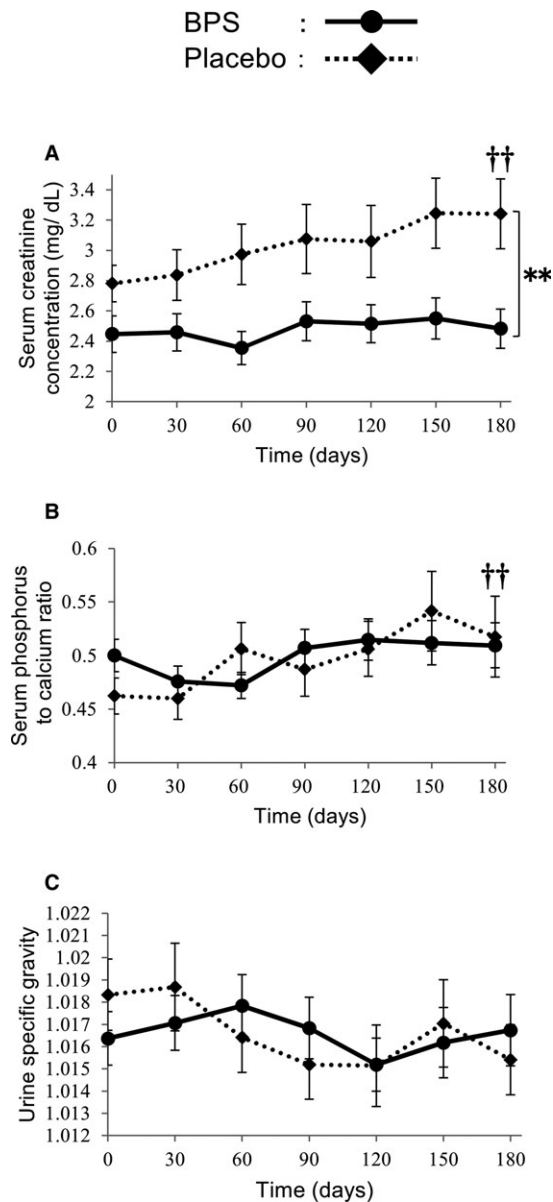 BPS :
Placebo :
A
††
3.4
3.2
3
2.8
2.6
2.4
2.2
2
Serum creatinine
concentration (mg/ dL)
**
0 30 60 90 120 150 180
Time (days)
B
††
0.6
0.55
0.5
0.45
0.4
Serum phosphorus
to calcium ratio
0 30 60 90 120 150 180
Time (days)
C
1.022
1.021
1.02
1.019
1.018
1.017
1.016
1.015
1.014
1.013
1.012
Urine specific gravity
0 30 60 90 120 150 180
Time (days)